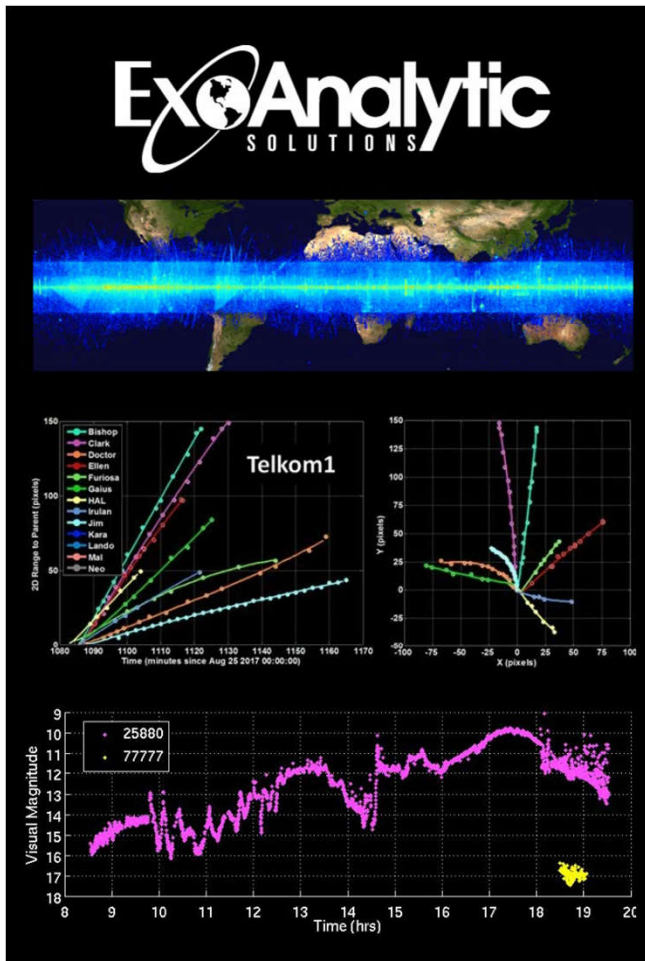 ExoAnalytic
SOLUTIONS
150
100
50
0
2D Range to Parent (pixels)
Bishop
Clark
Doctor
Ellen
Furiosa
Gaius
HAL
Irulan
Jim
Kara
Lando
Mal
Neo
Telkom1
1080 1090 1100 1110 1120 1130 1140 1150 1160 1170
Time (minutes since Aug 25 2017 00:00:00)
150
125
100
75
50
25
0
-25
-50
Y (pixels)
-100 -75 -50 -25 0 25 50 75 100
X (pixels)
9
10
11
12
13
14
15
16
17
18
Visual Magnitude
25880
77777
8 9 10 11 12 13 14 15 16 17 18 19 20
Time (hrs)